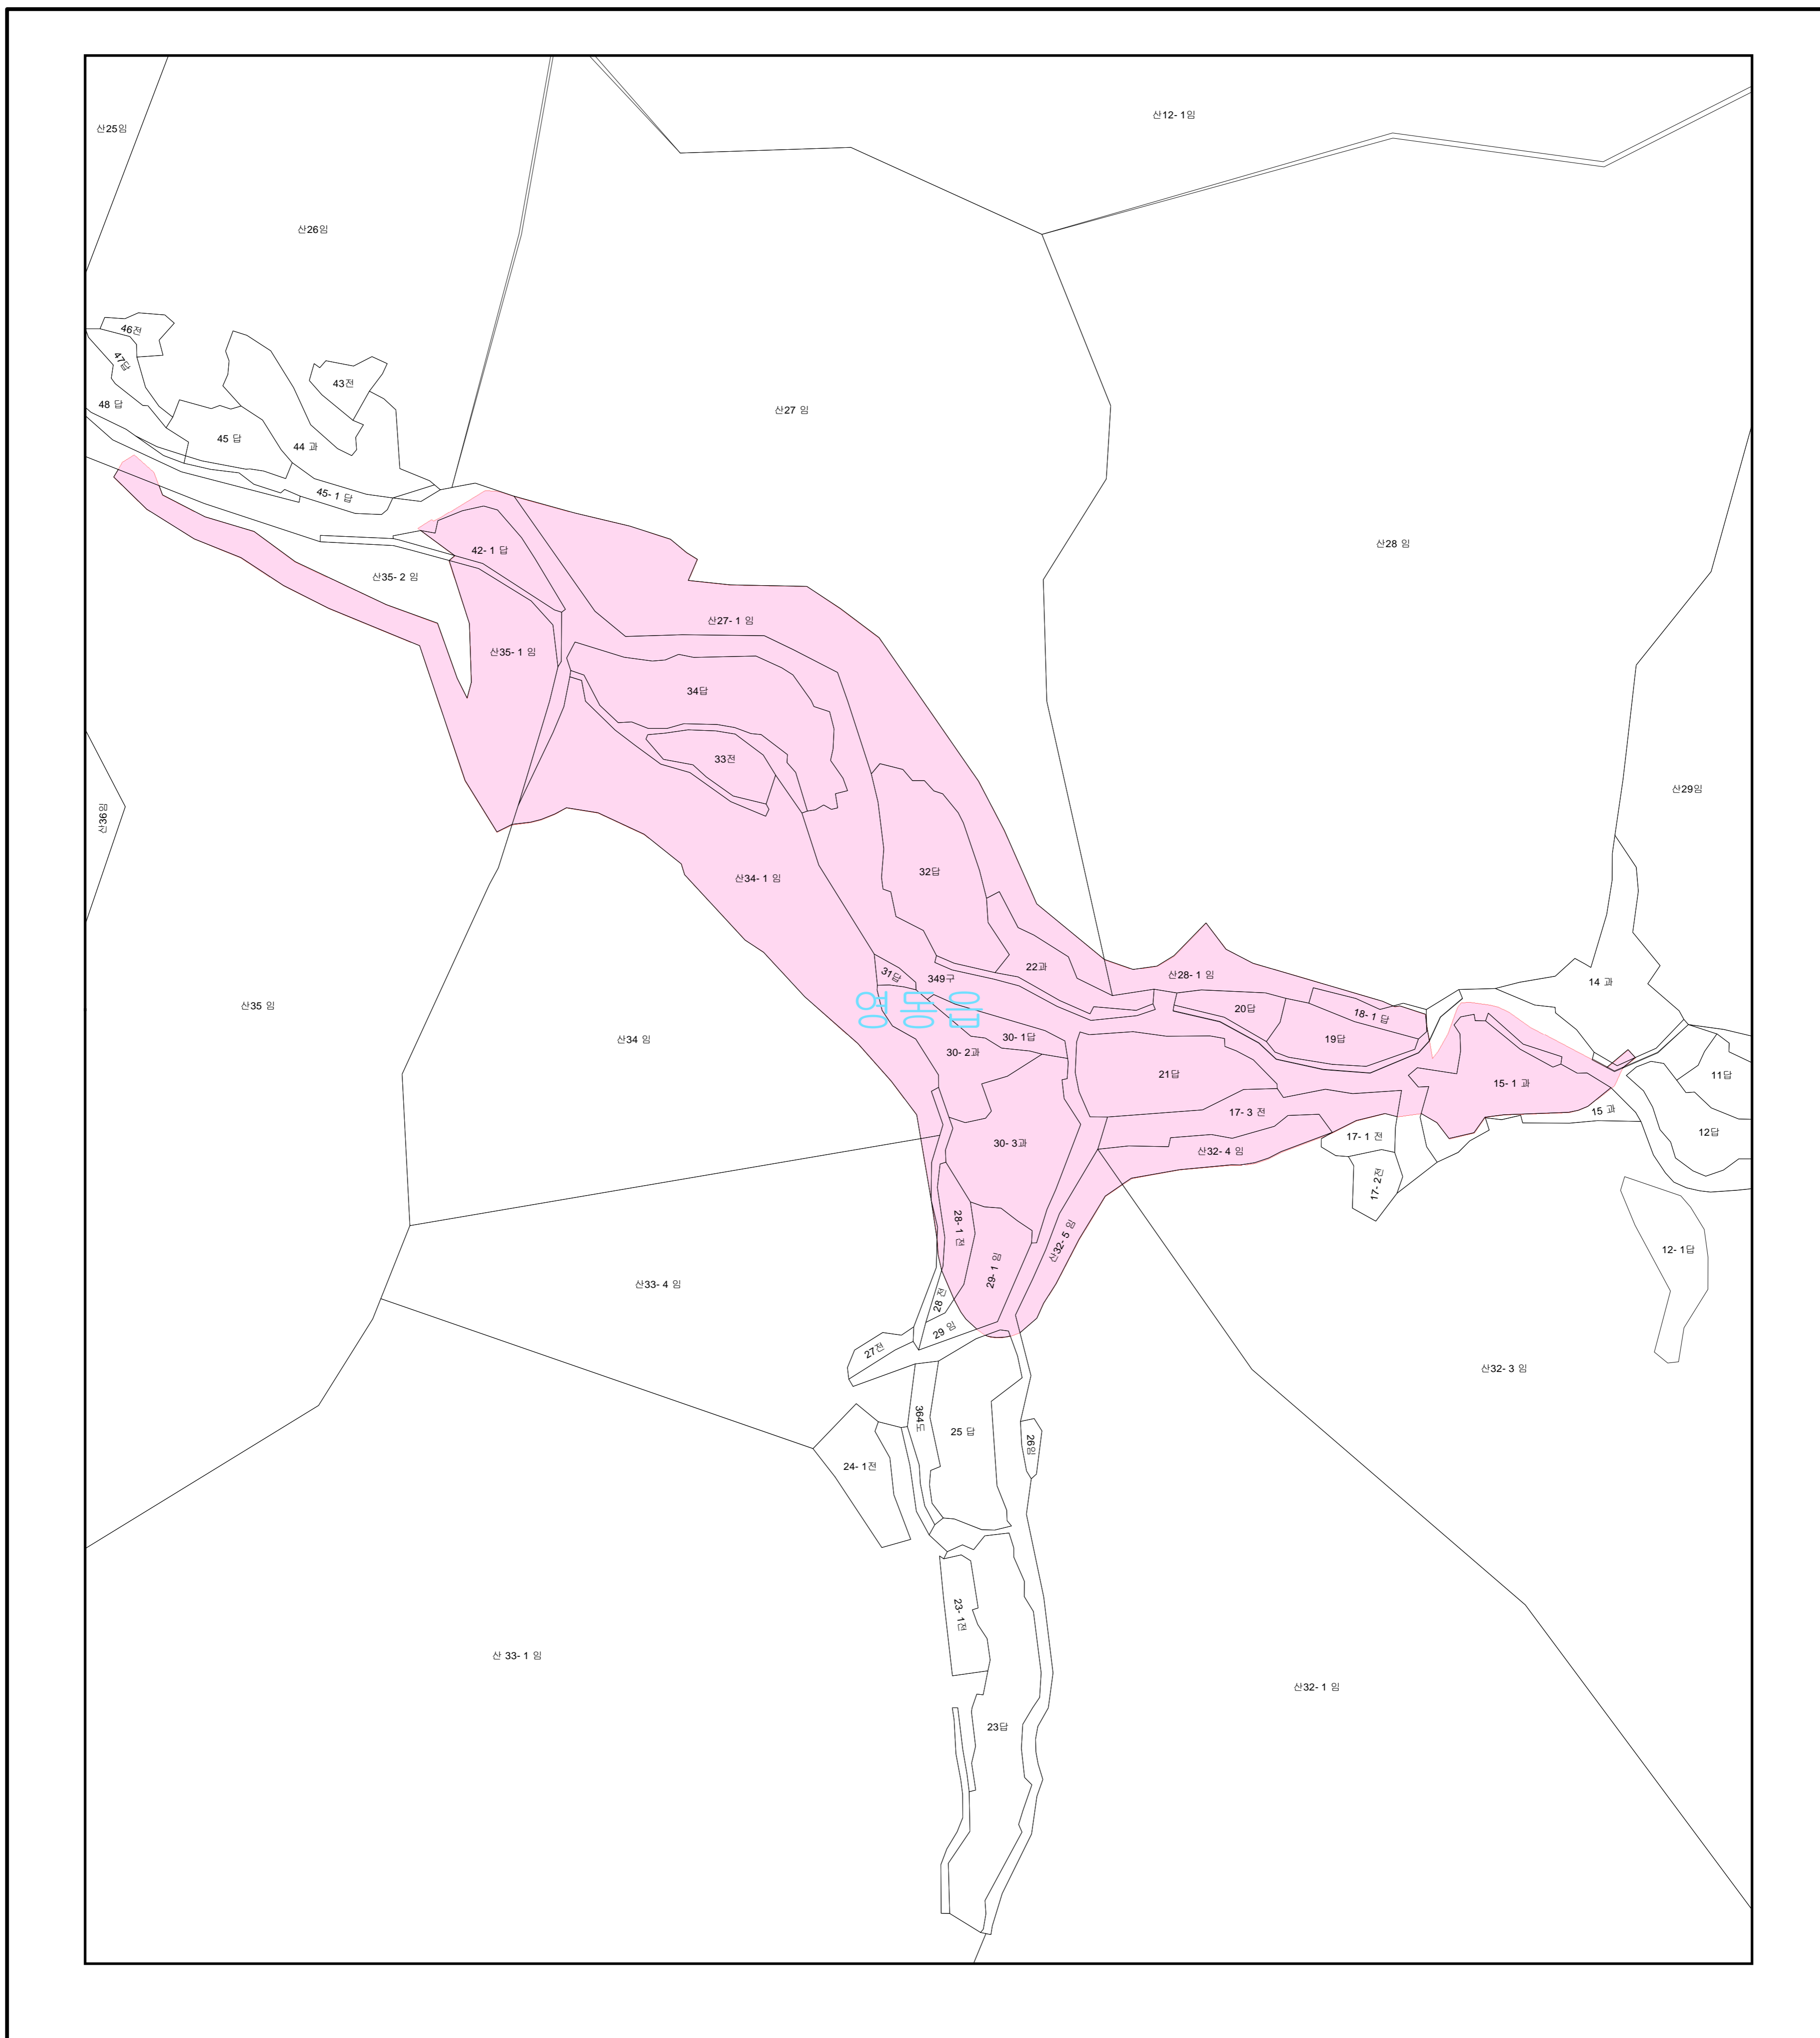 산12- 1임
산25임
산26임
46전
47답
43전
48 답
45 답
44 과
산27 임
45- 1 답
산28 임
42- 1 답
산35- 2 임
산27- 1 임
산35- 1 임
34답
33전
산29임
산36임
32답
산34- 1 임
22과
31답
349구
산28- 1 임
14 과
산35 임
영동읍
20답
18- 1 답
산34 임
30- 1답
19답
30- 2과
21답
15- 1 과
11답
17- 3 전
15 과
12답
30- 3과
17- 1 전
산32- 4 임
17- 2전
28- 1 전
산32- 5 임
12- 1답
29- 1 임
산33- 4 임
28 전
29 임
27전
산32- 3 임
364도
25 답
26임
24- 1전
23- 1전
산 33- 1 임
산32- 1 임
23답